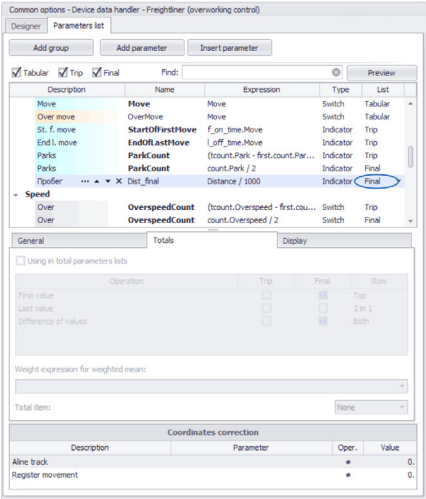 Common options - Device data handler - Freightliner (overworking control)
Designer Parameters list
Add group Add parameter Insert parameter
Tabular Trip Final Find: Preview
Description Name Expression Type List
Move Move tcount.Move Switch Tabular
Over move OverMove Move Switch Tabular
St. f. move StartOfFirstMove f_on_time.Move Indicator Trip
End l. move EndOfLastMove l_off_time.Move Indicator Trip
Parks ParkCount (tcount.Park - first.count.Par... Indicator Trip
Parks ParkCount count.Park / 2 Indicator Final
Пробег ... Dist_final Distance / 1000 Indicator Final
Speed
Over OverspeedCount (tcount.Overspeed - first.cou... Switch Trip
Over OverspeedCount count.Overspeed / 2 Switch Final
General Totals Display
Using in total parameters lists
Operation Trip Final Row
First value Top
Last value 2 in 1
Difference of values Both
Weight expression for weighted mean:
Total item: None
Coordinates correction
Description Parameter Oper. Value
Aline track 0.
Register movement 0.